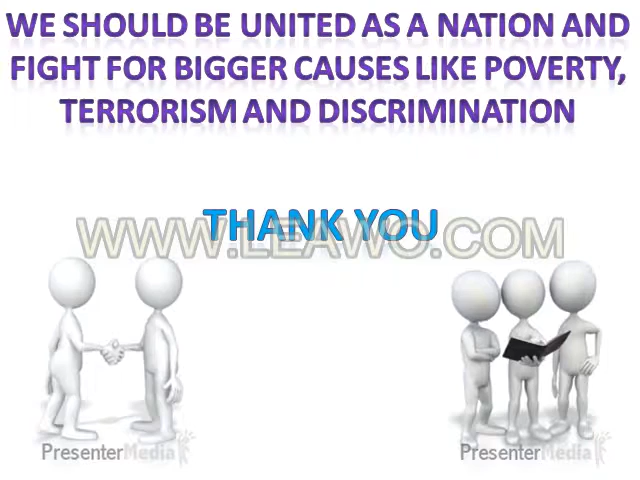 WE SHOULD BE UNITED AS A NATION AND
FIGHT FOR BIGGER CAUSES LIKE POVERTY,
TERRORISM AND DISCRIMINATION
THANK YOU
WWW.LEAWO.COM
PresenterMedia
PresenterMedia